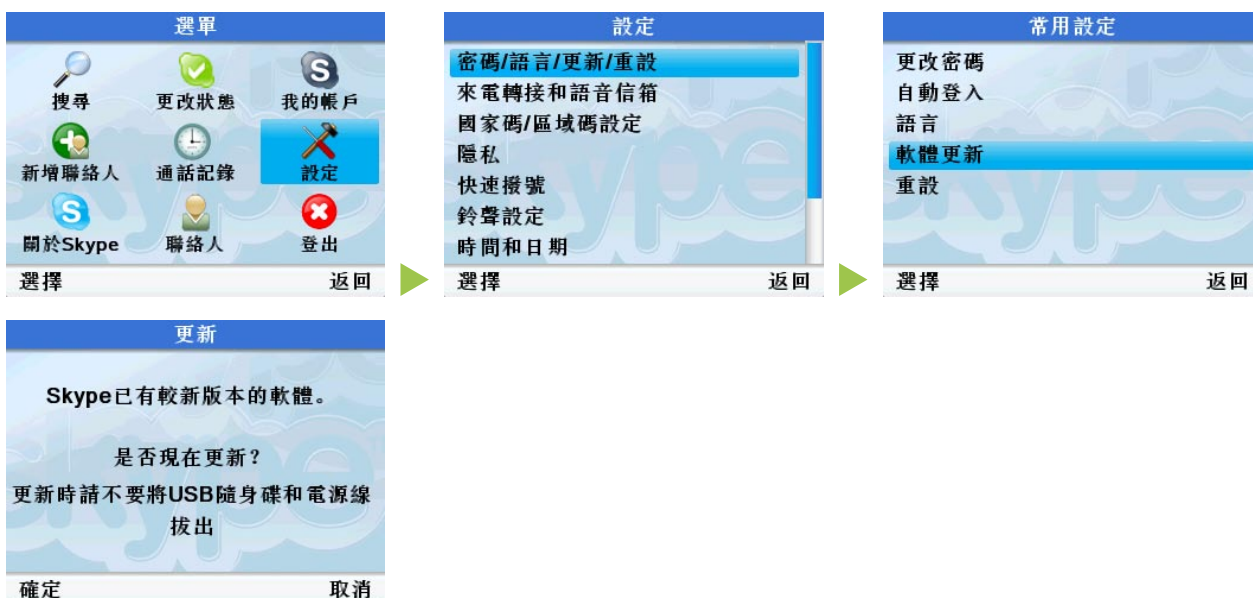 選單
搜尋 更改狀態 我的帳戶
新增聯絡人 通話記錄 設定
關於Skype 聯絡人 登出
選擇 返回
設定
密碼/語言/更新/重設
來電轉接和語音信箱
國家碼/區域碼設定
隱私
快速撥號
鈴聲設定
時間和日期
選擇 返回
常用設定
更改密碼
自動登入
語言
軟體更新
重設
選擇 返回
更新
Skype已有較新版本的軟體。
是否現在更新?
更新時請不要將USB隨身碟和電源線
拔出
確定 取消